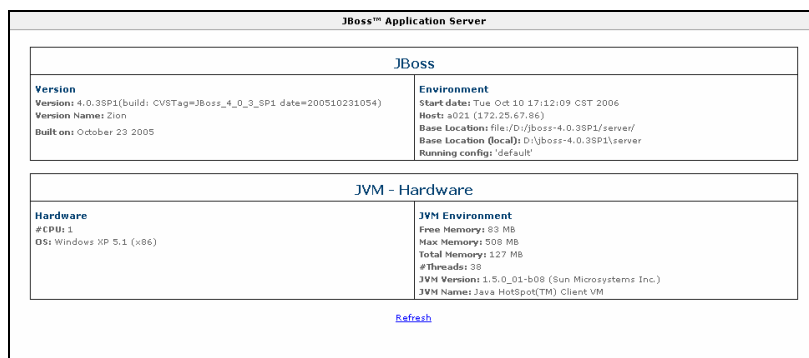 JBoss™ Application Server
JBoss
Version
Version: 4.0.3SP1(build: CVSTag=JBoss_4_0_3_SP1 date=200510231054)
Version Name: Zion
Built on: October 23 2005
Environment
Start date: Tue Oct 10 17:12:09 CST 2006
Host: a021 (172.25.67.86)
Base Location: file:/D:/jboss-4.0.3SP1/server/
Base Location (local): D:\jboss-4.0.3SP1\server
Running config: 'default'
JVM - Hardware
Hardware
#CPU: 1
OS: Windows XP 5.1 (x86)
JVM Environment
Free Memory: 83 MB
Max Memory: 508 MB
Total Memory: 127 MB
#Threads: 38
JVM Version: 1.5.0_01-b08 (Sun Microsystems Inc.)
JVM Name: Java HotSpot(TM) Client VM
Refresh